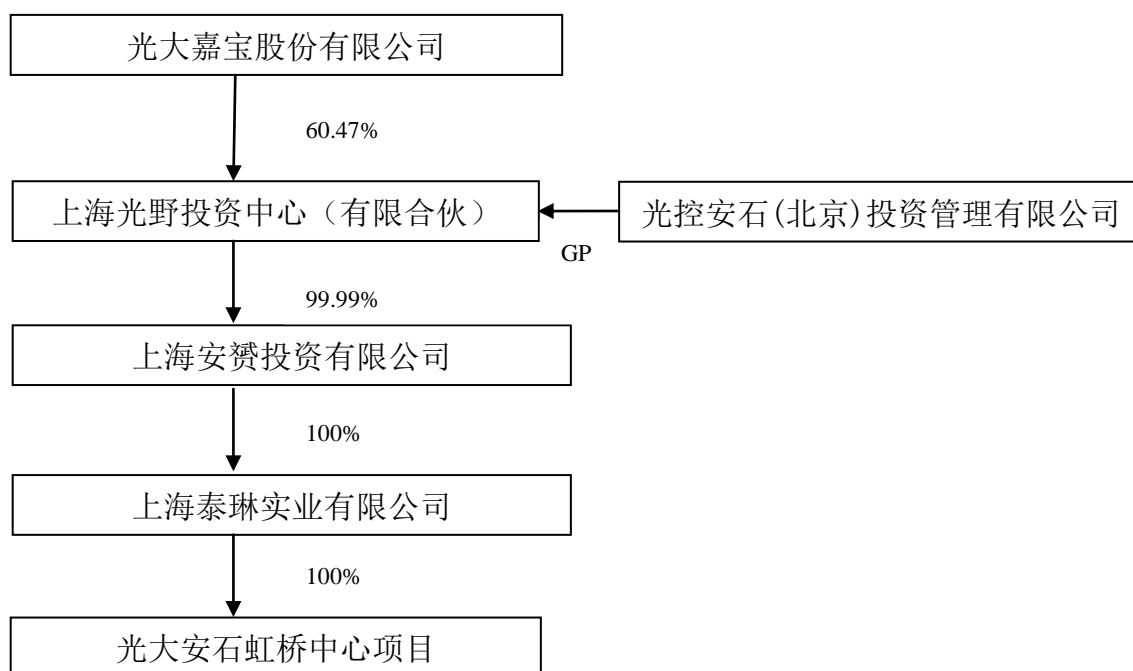 光大嘉宝股份有限公司
60.47%
上海光野投资中心（有限合伙）
光控安石(北京)投资管理有限公司
GP
99.99%
上海安赟投资有限公司
100%
上海泰琳实业有限公司
100%
光大安石虹桥中心项目